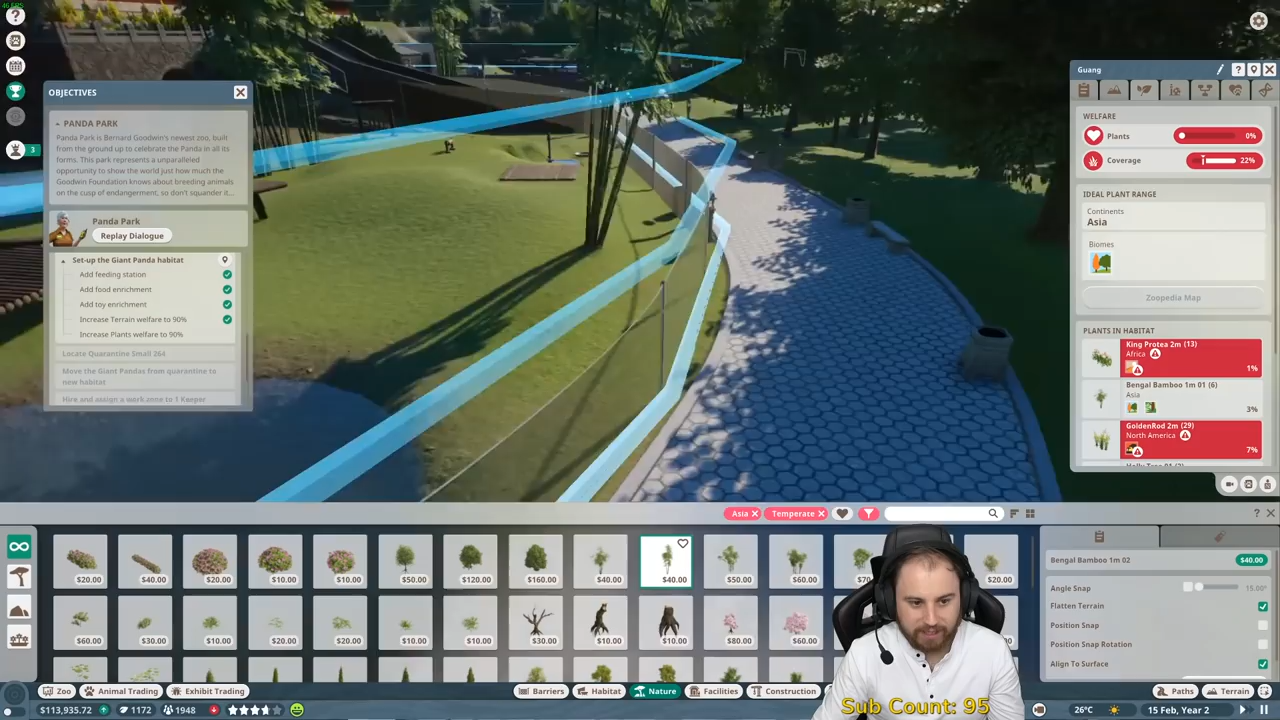 46 FPS
?
OBJECTIVES
PANDA PARK
Panda Park is Bernard Goodwin's newest zoo, built
from the ground up to celebrate the Panda in all its
forms. This park represents a unparalleled
opportunity to show the world just how much the
Goodwin Foundation knows about breeding animals
on the cusp of endangerment, so don't squander it...
Panda Park
Replay Dialogue
Set-up the Giant Panda habitat
Add feeding station
Add food enrichment
Add toy enrichment
Increase Terrain welfare to 90%
Increase Plants welfare to 90%
Locate Quarantine Small 264
Move the Giant Pandas from quarantine to
new habitat
Hire and assign a work zone to 1 Keeper
3
Guang
?
WELFARE
Plants 0%
Coverage 22%
IDEAL PLANT RANGE
Continents
Asia
Biomes
Zoopedia Map
PLANTS IN HABITAT
King Protea 2m (13)
Africa
1%
Bengal Bamboo 1m 01 (6)
Asia
3%
GoldenRod 2m (29)
North America
7%
Asia Temperate
?
$20.00 $40.00 $20.00 $10.00 $10.00 $50.00 $120.00 $160.00 $40.00 $40.00 $50.00 $60.00 $20.00
$60.00 $30.00 $10.00 $20.00 $20.00 $10.00 $10.00 $30.00 $10.00 $10.00 $80.00 $60.00
Bengal Bamboo 1m 02 $40.00
Angle Snap 15.00°
Flatten Terrain
Position Snap
Position Snap Rotation
Align To Surface
Zoo Animal Trading Exhibit Trading Barriers Habitat Nature Facilities Construction Paths Terrain
$113,935.72 1172 1948 26°C 15 Feb, Year 2
Sub Count: 95